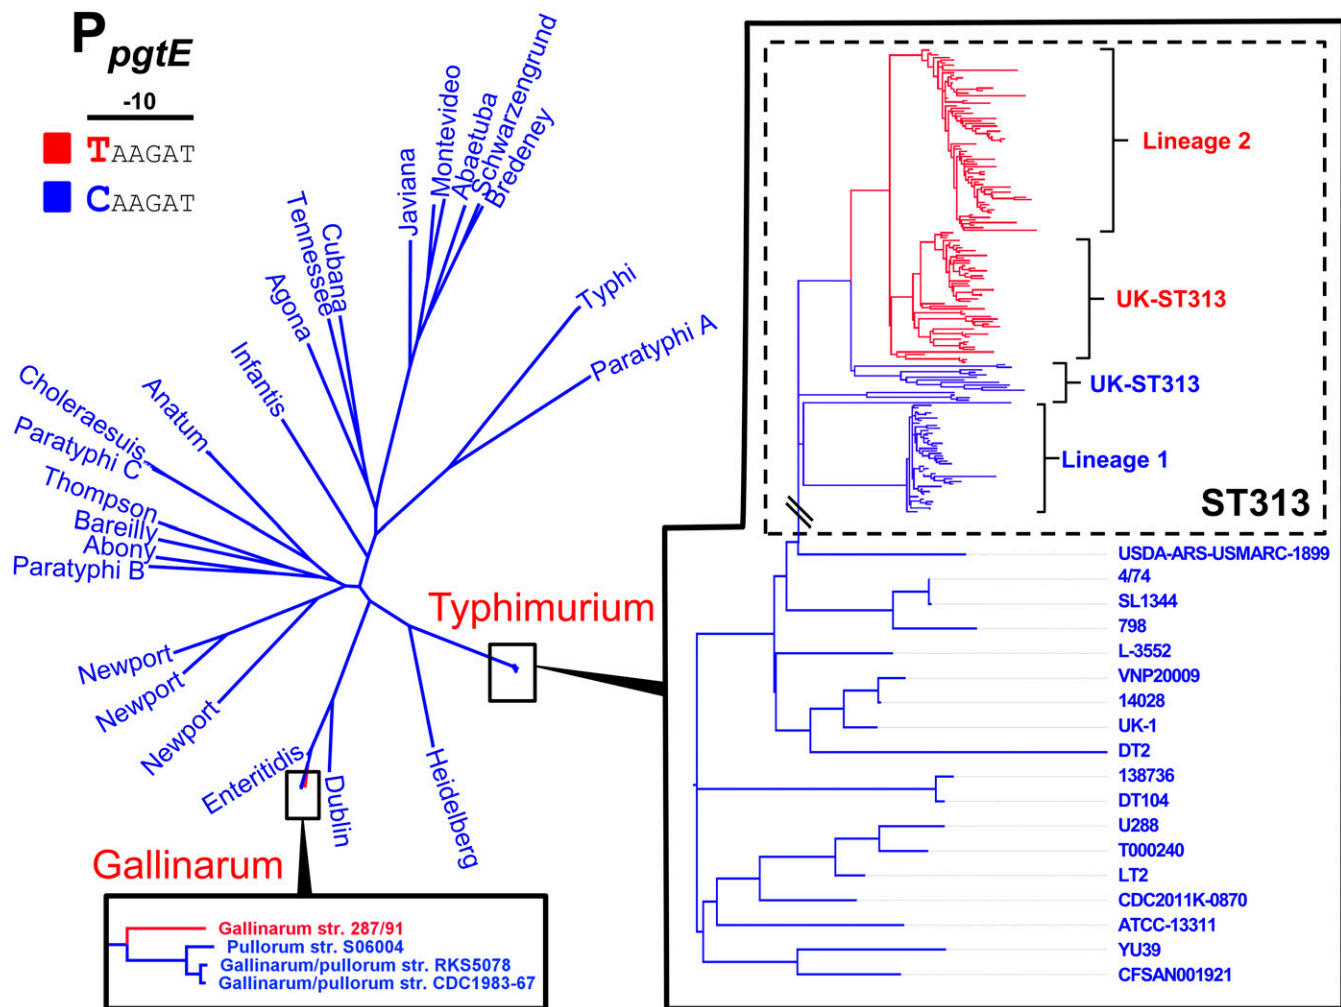 P pgtE
-10
TAAGAT
CAAGAT
Javiana
Montevideo
Abaetuba
Schwarzengrund
Bredeney
Cubana
Tennessee
Agona
Typhi
Paratyphi A
Infantis
Anatum
Choleraesuis
Paratyphi C
Thompson
Bareilly
Abony
Paratyphi B
Newport
Newport
Newport
Enteritidis
Dublin
Heidelberg
Typhimurium
Gallinarum
Gallinarum str. 287/91
Pullorum str. S06004
Gallinarum/pullorum str. RKS5078
Gallinarum/pullorum str. CDC1983-67
Lineage 2
UK-ST313
UK-ST313
Lineage 1
ST313
USDA-ARS-USMARC-1899
4/74
SL1344
798
L-3552
VNP20009
14028
UK-1
DT2
138736
DT104
U288
T000240
LT2
CDC2011K-0870
ATCC-13311
YU39
CFSAN001921